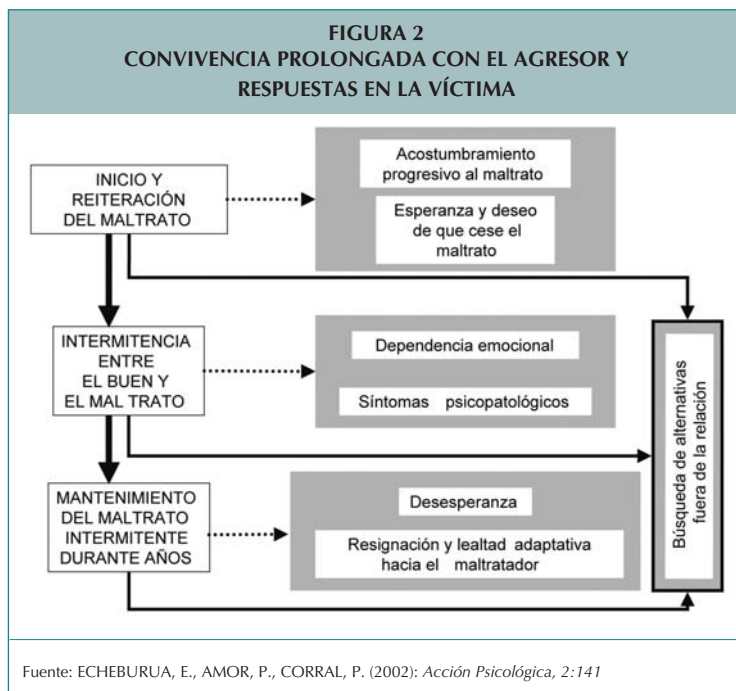 FIGURA 2
CONVIVENCIA PROLONGADA CON EL AGRESOR Y
RESPUESTAS EN LA VÍCTIMA
INICIO Y
REITERACIÓN
DEL MALTRATO
Acostumbramiento
progresivo al maltrato
Esperanza y deseo
de que cese el
maltrato
INTERMITENCIA
ENTRE
EL BUEN Y
EL MAL TRATO
Dependencia emocional
Síntomas psicopatológicos
MANTENIMIENTO
DEL MALTRATO
INTERMITENTE
DURANTE AÑOS
Desesperanza
Resignación y lealtad adaptativa
hacia el maltratador
Búsqueda de alternativas
fuera de la relación
Fuente: ECHEBURUA, E., AMOR, P., CORRAL, P. (2002): Acción Psicológica, 2:141